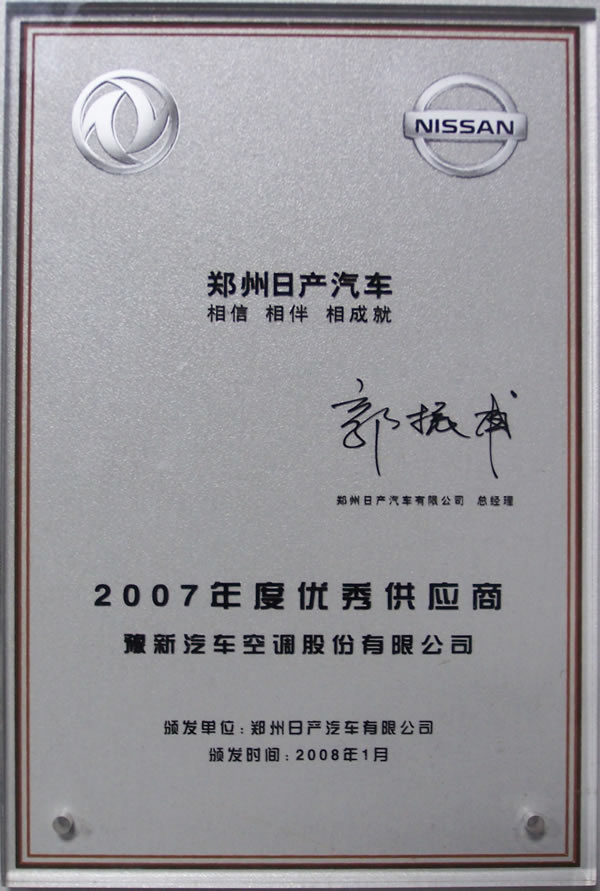 NISSAN
郑州日产汽车
相信 相伴 相成就
郭振甫
郑州日产汽车有限公司 总经理
2007年度优秀供应商
豫新汽车空调股份有限公司
颁发单位:郑州日产汽车有限公司
颁发时间:2008年1月